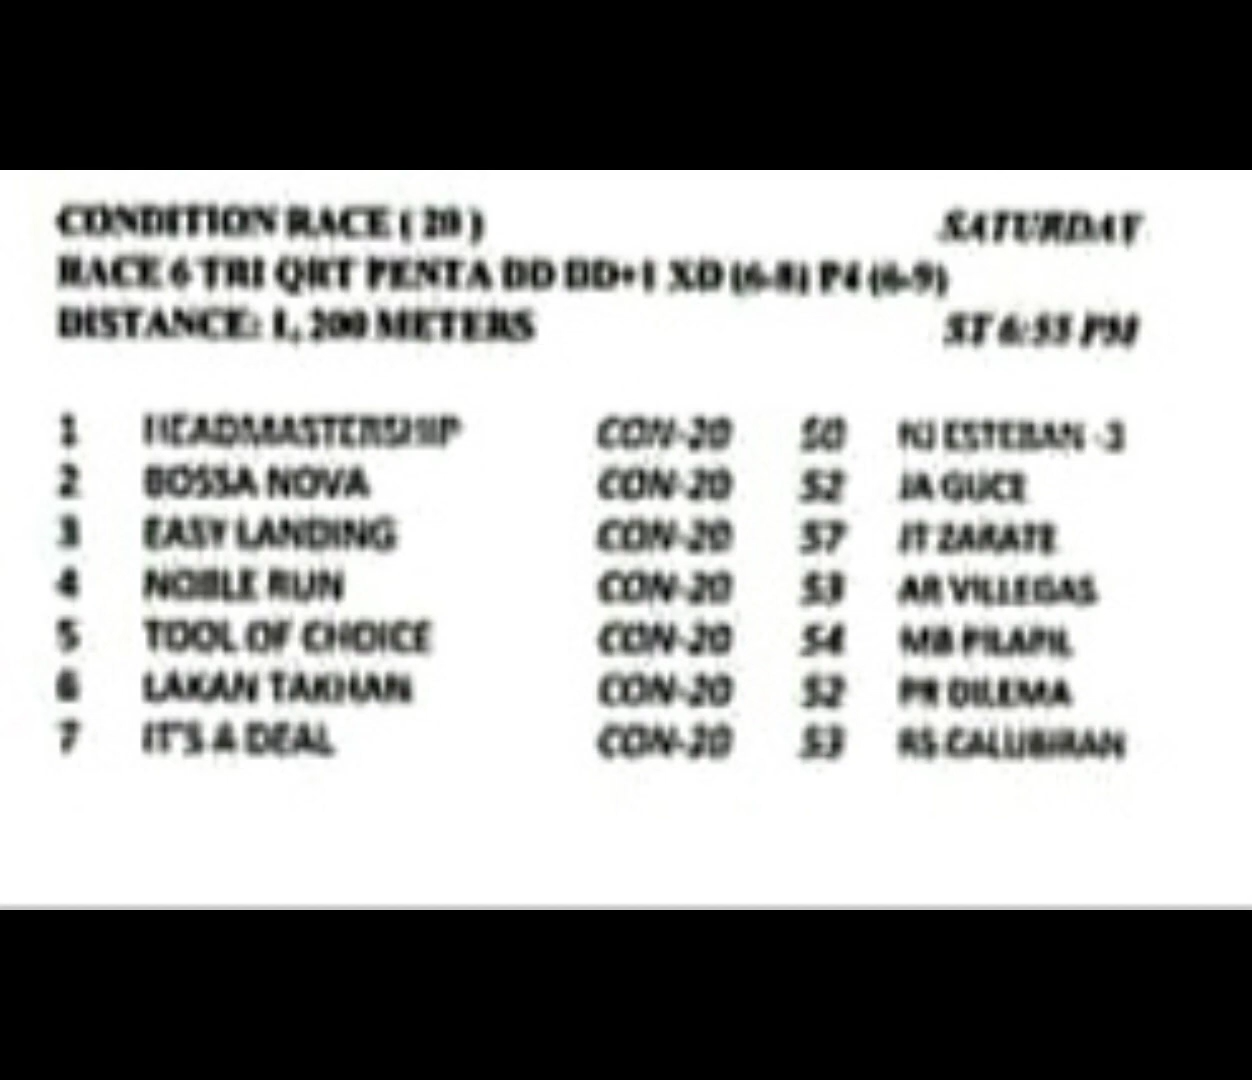 CONDITION RACE ( 20 ) SATURDAY
RACE 6 TRI QRT PENTA DD DD+1 XD (6-8) P4 (6-9)
DISTANCE: 1, 200 METERS ST 6:55 PM
1 HEADMASTERSHIP CON-20 50 NJ ESTEBAN -3
2 BOSSA NOVA CON-20 52 JA GUCE
3 EASY LANDING CON-20 57 JT ZARATE
4 NOBLE RUN CON-20 53 AR VILLEGAS
5 TOOL OF CHOICE CON-20 54 MB PILAPIL
6 LAKAN TAKHAN CON-20 52 PR DILEMA
7 IT'S A DEAL CON-20 53 RS CALUBIRAN